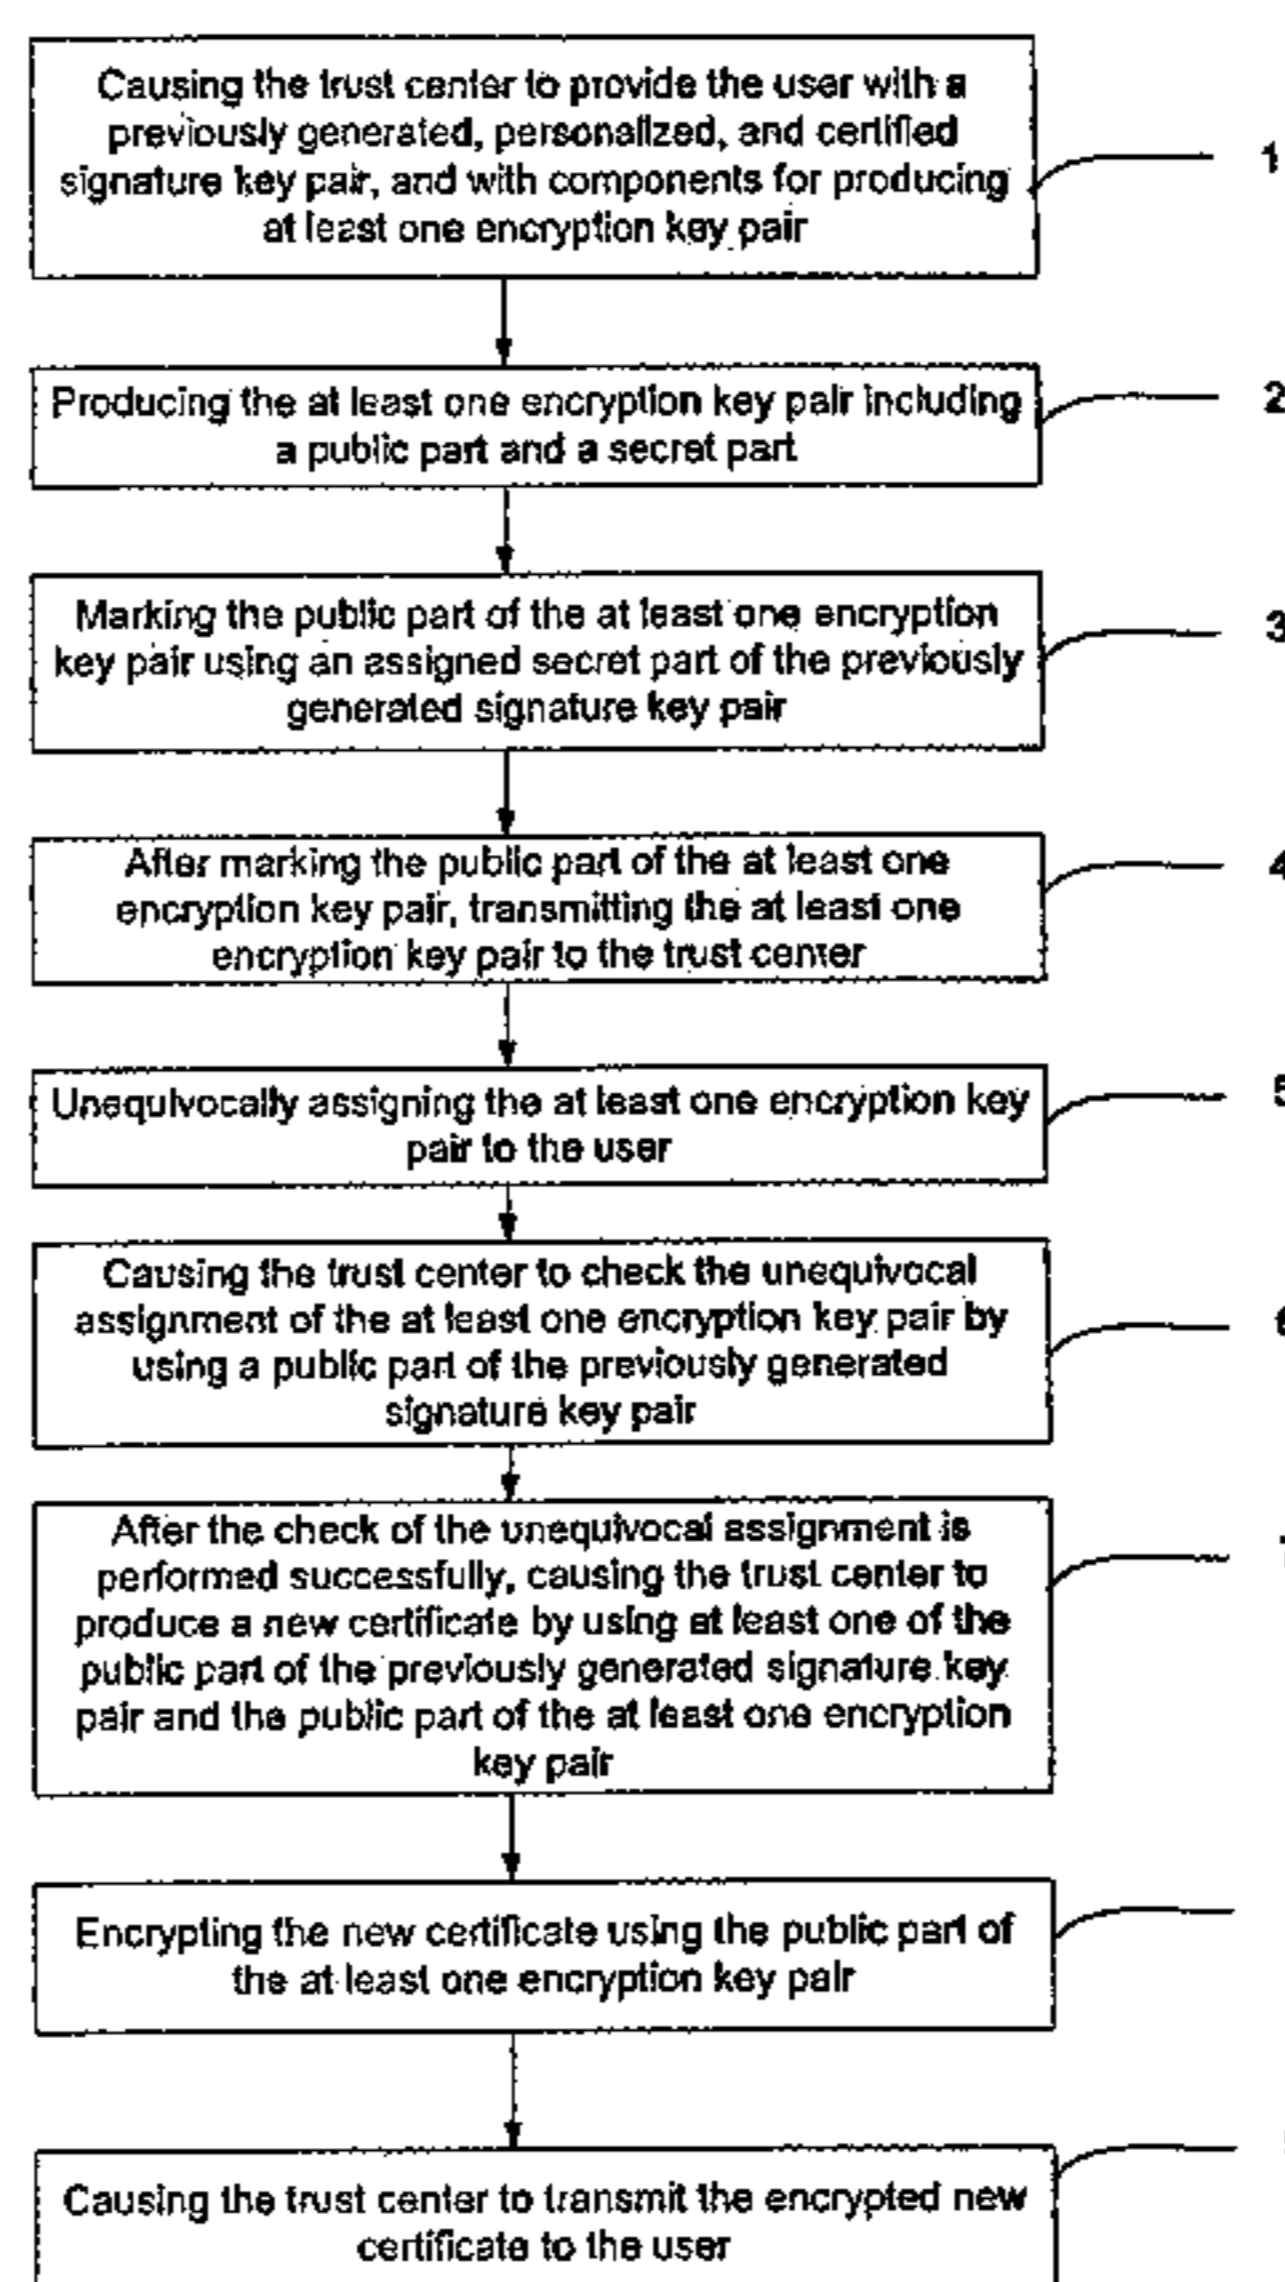 Causing the trust center to provide the user with a
previously generated, personalized, and certified
signature key pair, and with components for producing
at least one encryption key pair
1
Producing the at least one encryption key pair including
a public part and a secret part
2
Marking the public part of the at least one encryption
key pair using an assigned secret part of the previously
generated signature key pair
3
After marking the public part of the at least one
encryption key pair, transmitting the at least one
encryption key pair to the trust center
4
Unequivocally assigning the at least one encryption key
pair to the user
5
Causing the trust center to check the unequivocal
assignment of the at least one encryption key pair by
using a public part of the previously generated
signature key pair
After the check of the unequivocal assignment is
performed successfully, causing the trust center to
produce a new certificate by using at least one of the
public part of the previously generated signature key
pair and the public part of the at least one encryption
key pair
Encrypting the new certificate using the public part of
the at least one encryption key pair
Causing the trust center to transmit the encrypted new
certificate to the user